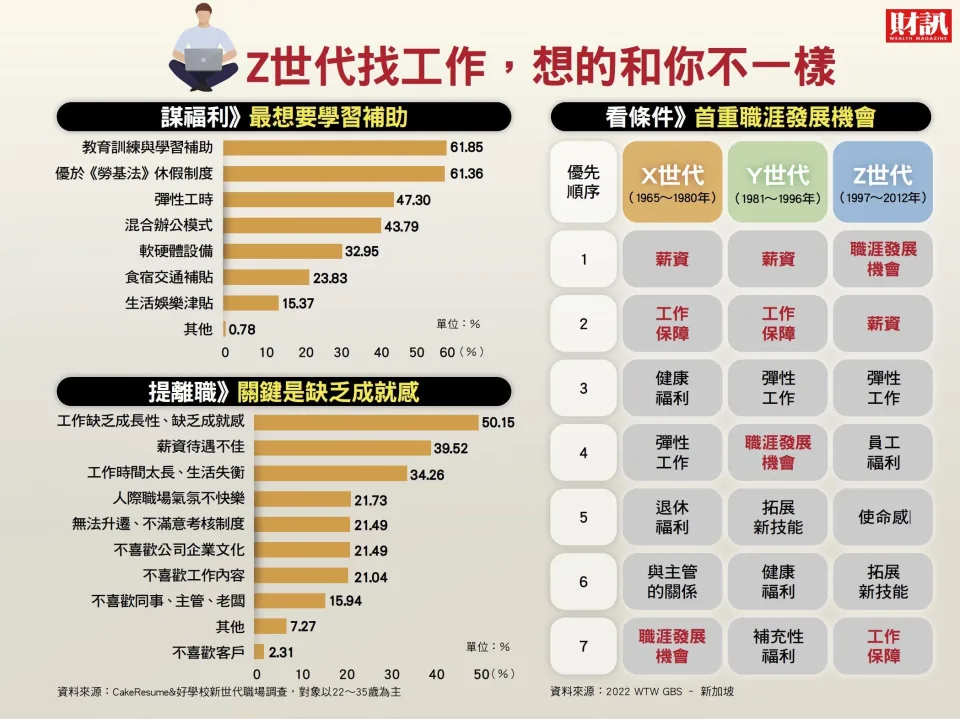 財訊
WEALTH MAGAZINE
Z世代找工作，想的和你不一樣
謀福利》最想要學習補助
教育訓練與學習補助 61.85
優於《勞基法》休假制度 61.36
彈性工時 47.30
混合辦公模式 43.79
軟硬體設備 32.95
食宿交通補貼 23.83
生活娛樂津貼 15.37
其他 0.78
單位：%
0 10 20 30 40 50 60（%）
提離職》關鍵是缺乏成就感
工作缺乏成長性、缺乏成就感 50.15
薪資待遇不佳 39.52
工作時間太長、生活失衡 34.26
人際職場氣氛不快樂 21.73
無法升遷、不滿意考核制度 21.49
不喜歡公司企業文化 21.49
不喜歡工作內容 21.04
不喜歡同事、主管、老闆 15.94
其他 7.27
不喜歡客戶 2.31
單位：%
0 10 20 30 40 50（%）
資料來源：CakeResume&好學校新世代職場調查，對象以22～35歲為主
看條件》首重職涯發展機會
優先
順序
X世代
（1965～1980年）
Y世代
（1981～1996年）
Z世代
（1997～2012年）
1
薪資
薪資
職涯發展
機會
2
工作
保障
工作
保障
薪資
3
健康
福利
彈性
工作
彈性
工作
4
彈性
工作
職涯發展
機會
員工
福利
5
退休
福利
拓展
新技能
使命感
6
與主管
的關係
健康
福利
拓展
新技能
7
職涯發展
機會
補充性
福利
工作
保障
資料來源：2022 WTW GBS – 新加坡